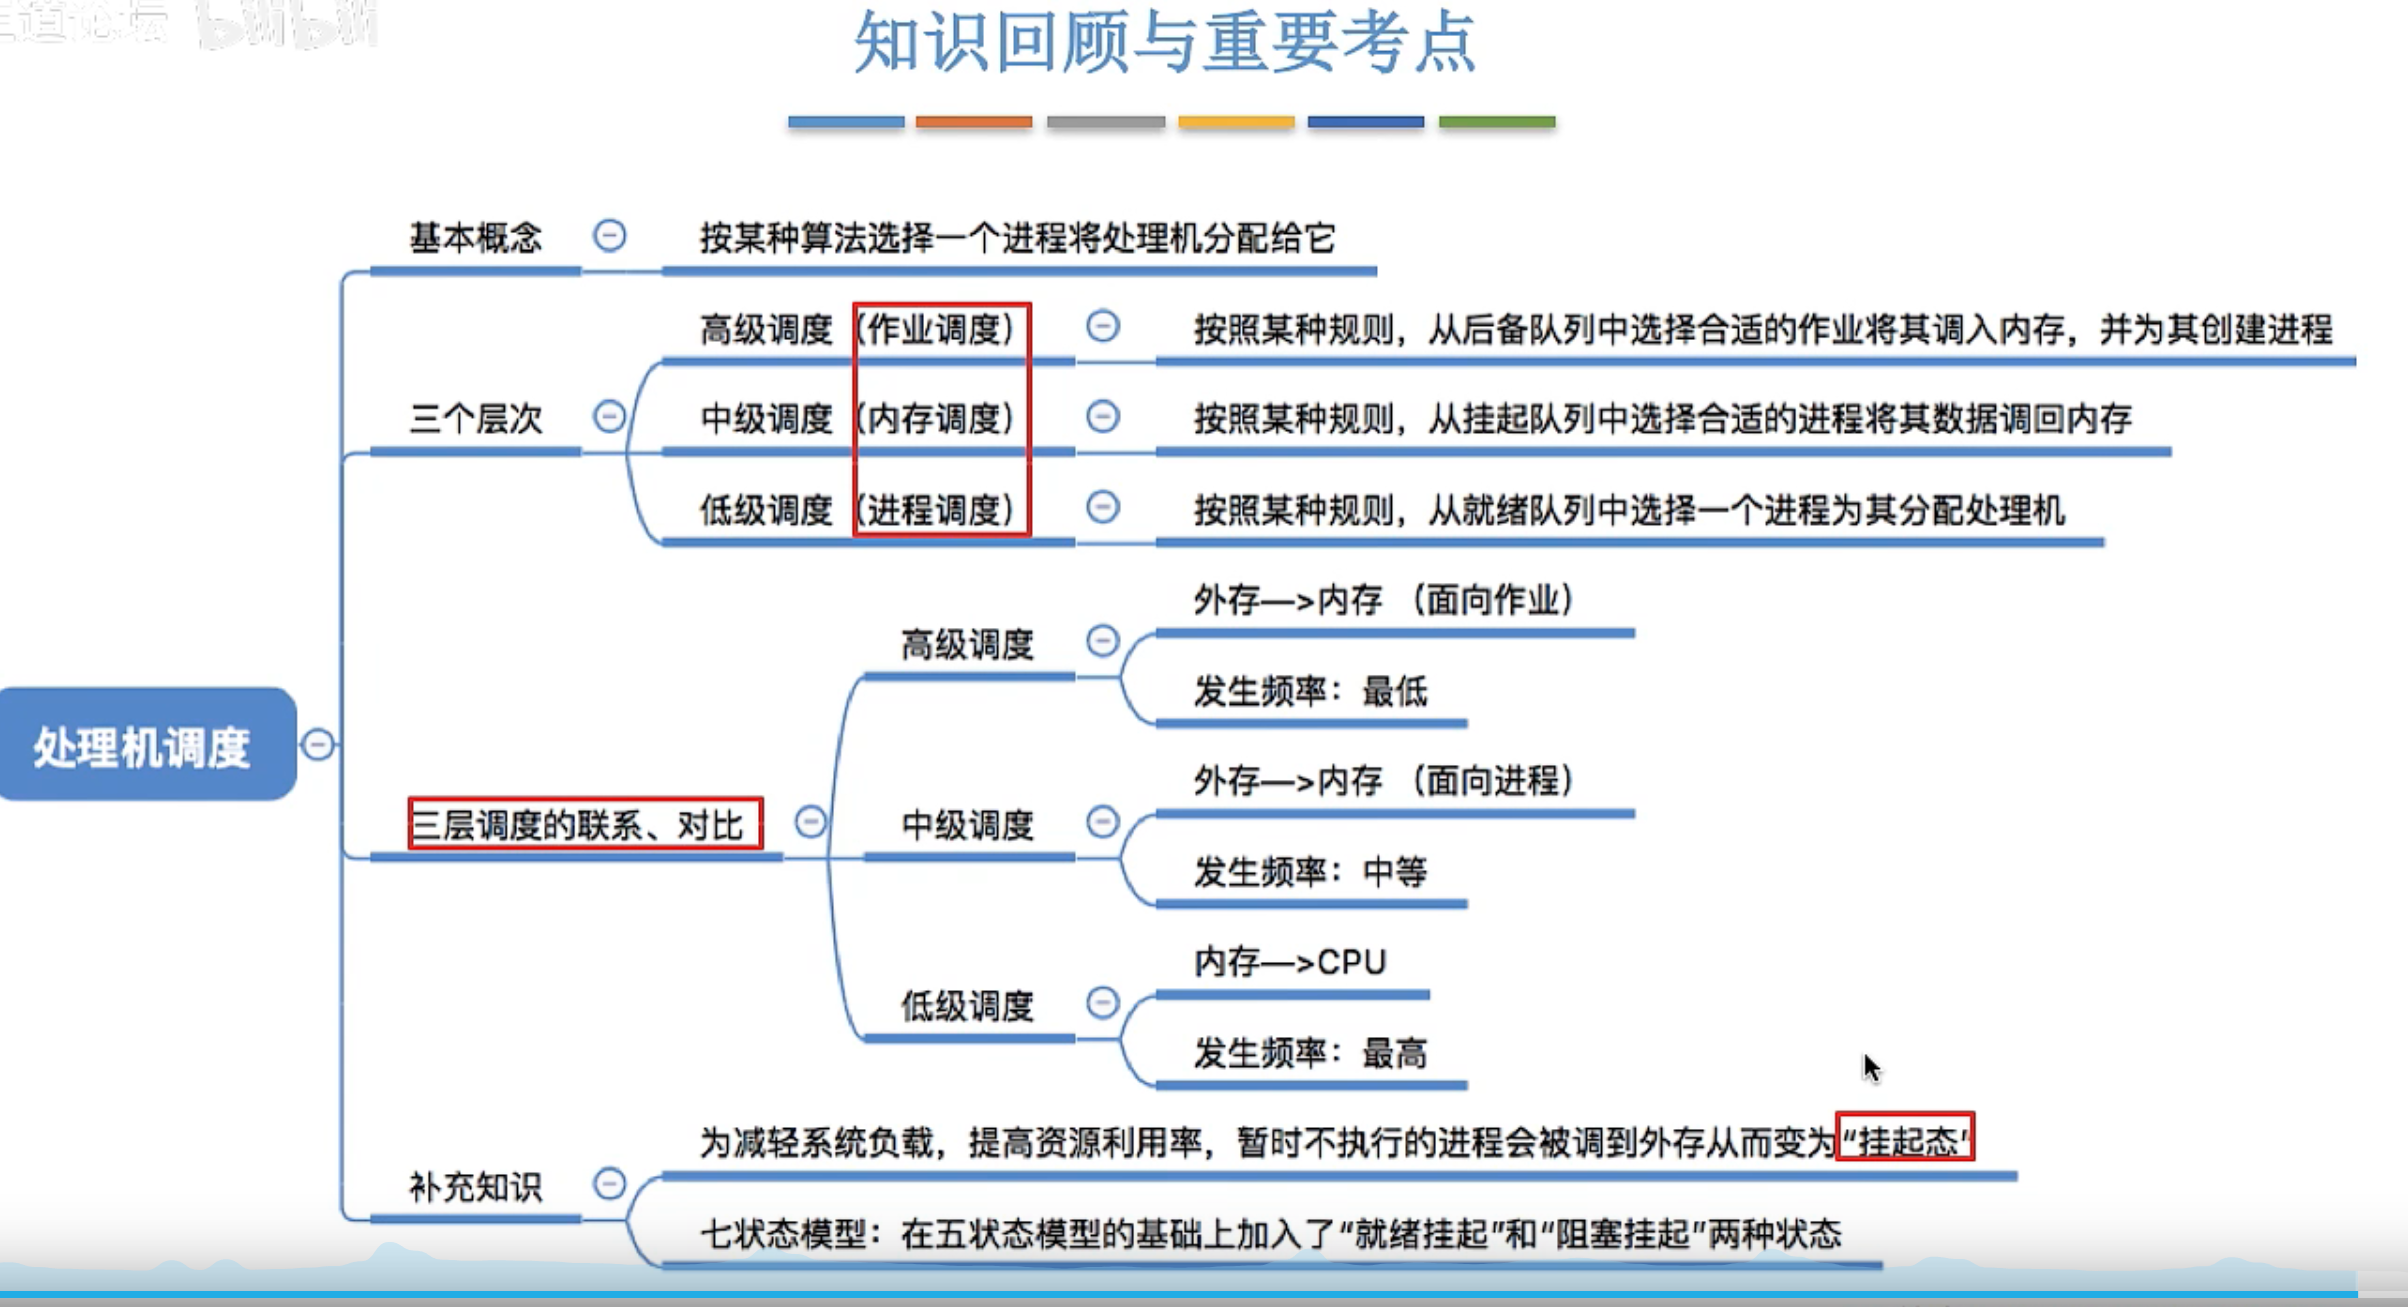 王道论坛 bilibili
知识回顾与重要考点
基本概念
按某种算法选择一个进程将处理机分配给它
三个层次
高级调度（作业调度）
按照某种规则，从后备队列中选择合适的作业将其调入内存，并为其创建进程
中级调度（内存调度）
按照某种规则，从挂起队列中选择合适的进程将其数据调回内存
低级调度（进程调度）
按照某种规则，从就绪队列中选择一个进程为其分配处理机
处理机调度
三层调度的联系、对比
高级调度
外存—>内存 （面向作业）
发生频率：最低
中级调度
外存—>内存 （面向进程）
发生频率：中等
低级调度
内存—>CPU
发生频率：最高
补充知识
为减轻系统负载，提高资源利用率，暂时不执行的进程会被调到外存从而变为“挂起态”
七状态模型：在五状态模型的基础上加入了“就绪挂起”和“阻塞挂起”两种状态